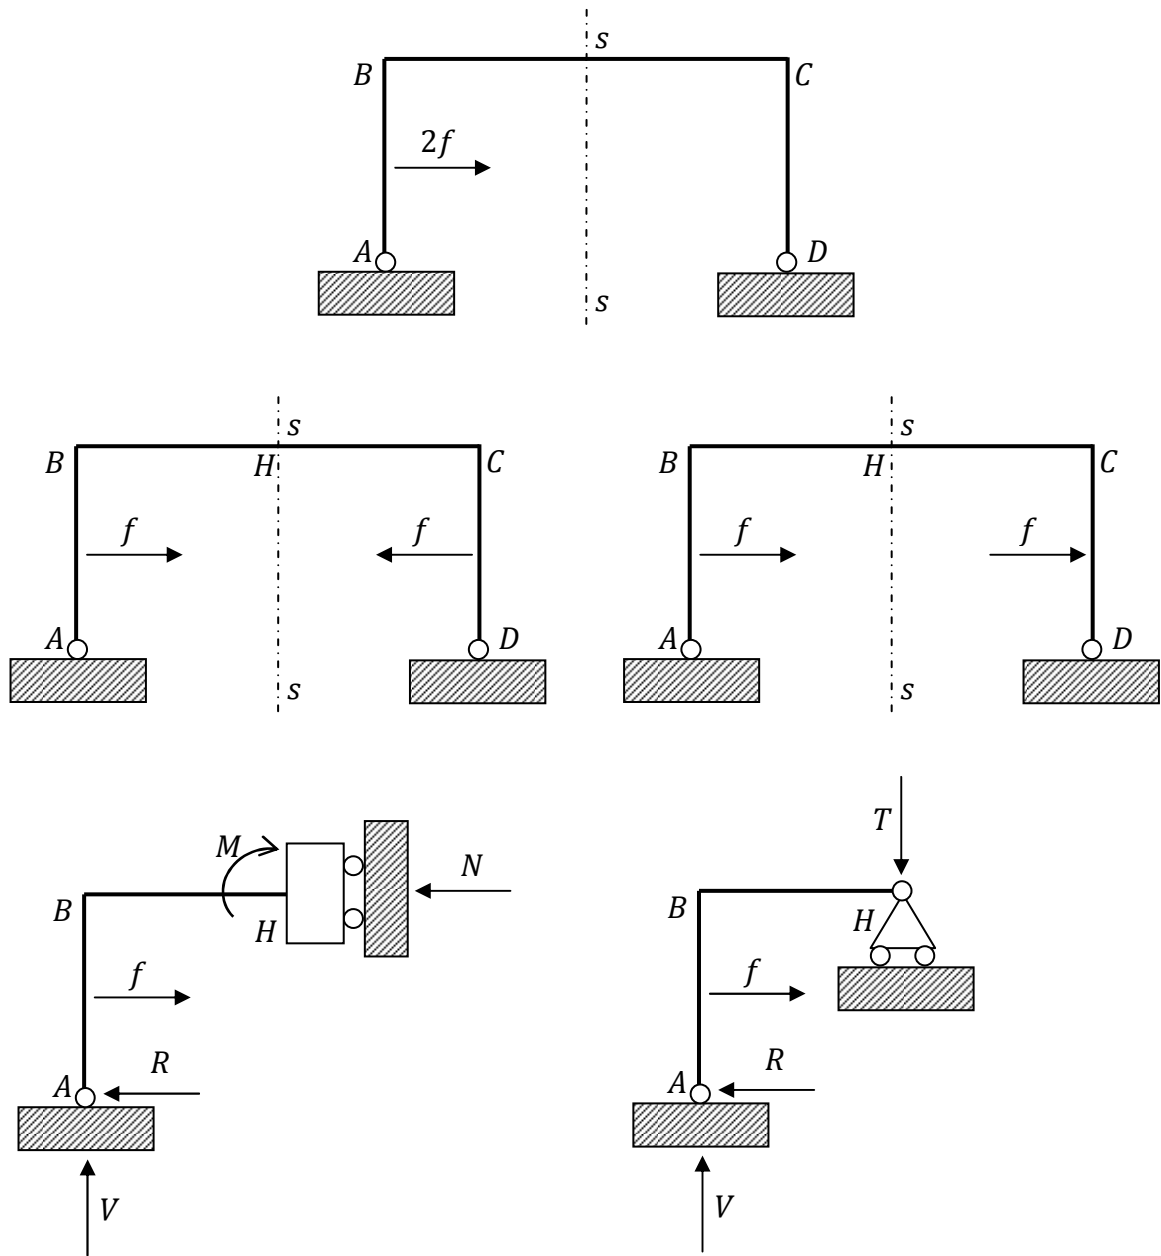 s
B C
2f
A D
s
s s
B H C B H C
f f f f
A D A D
s s
T
M N
B H B H
f f
A R A R
V V